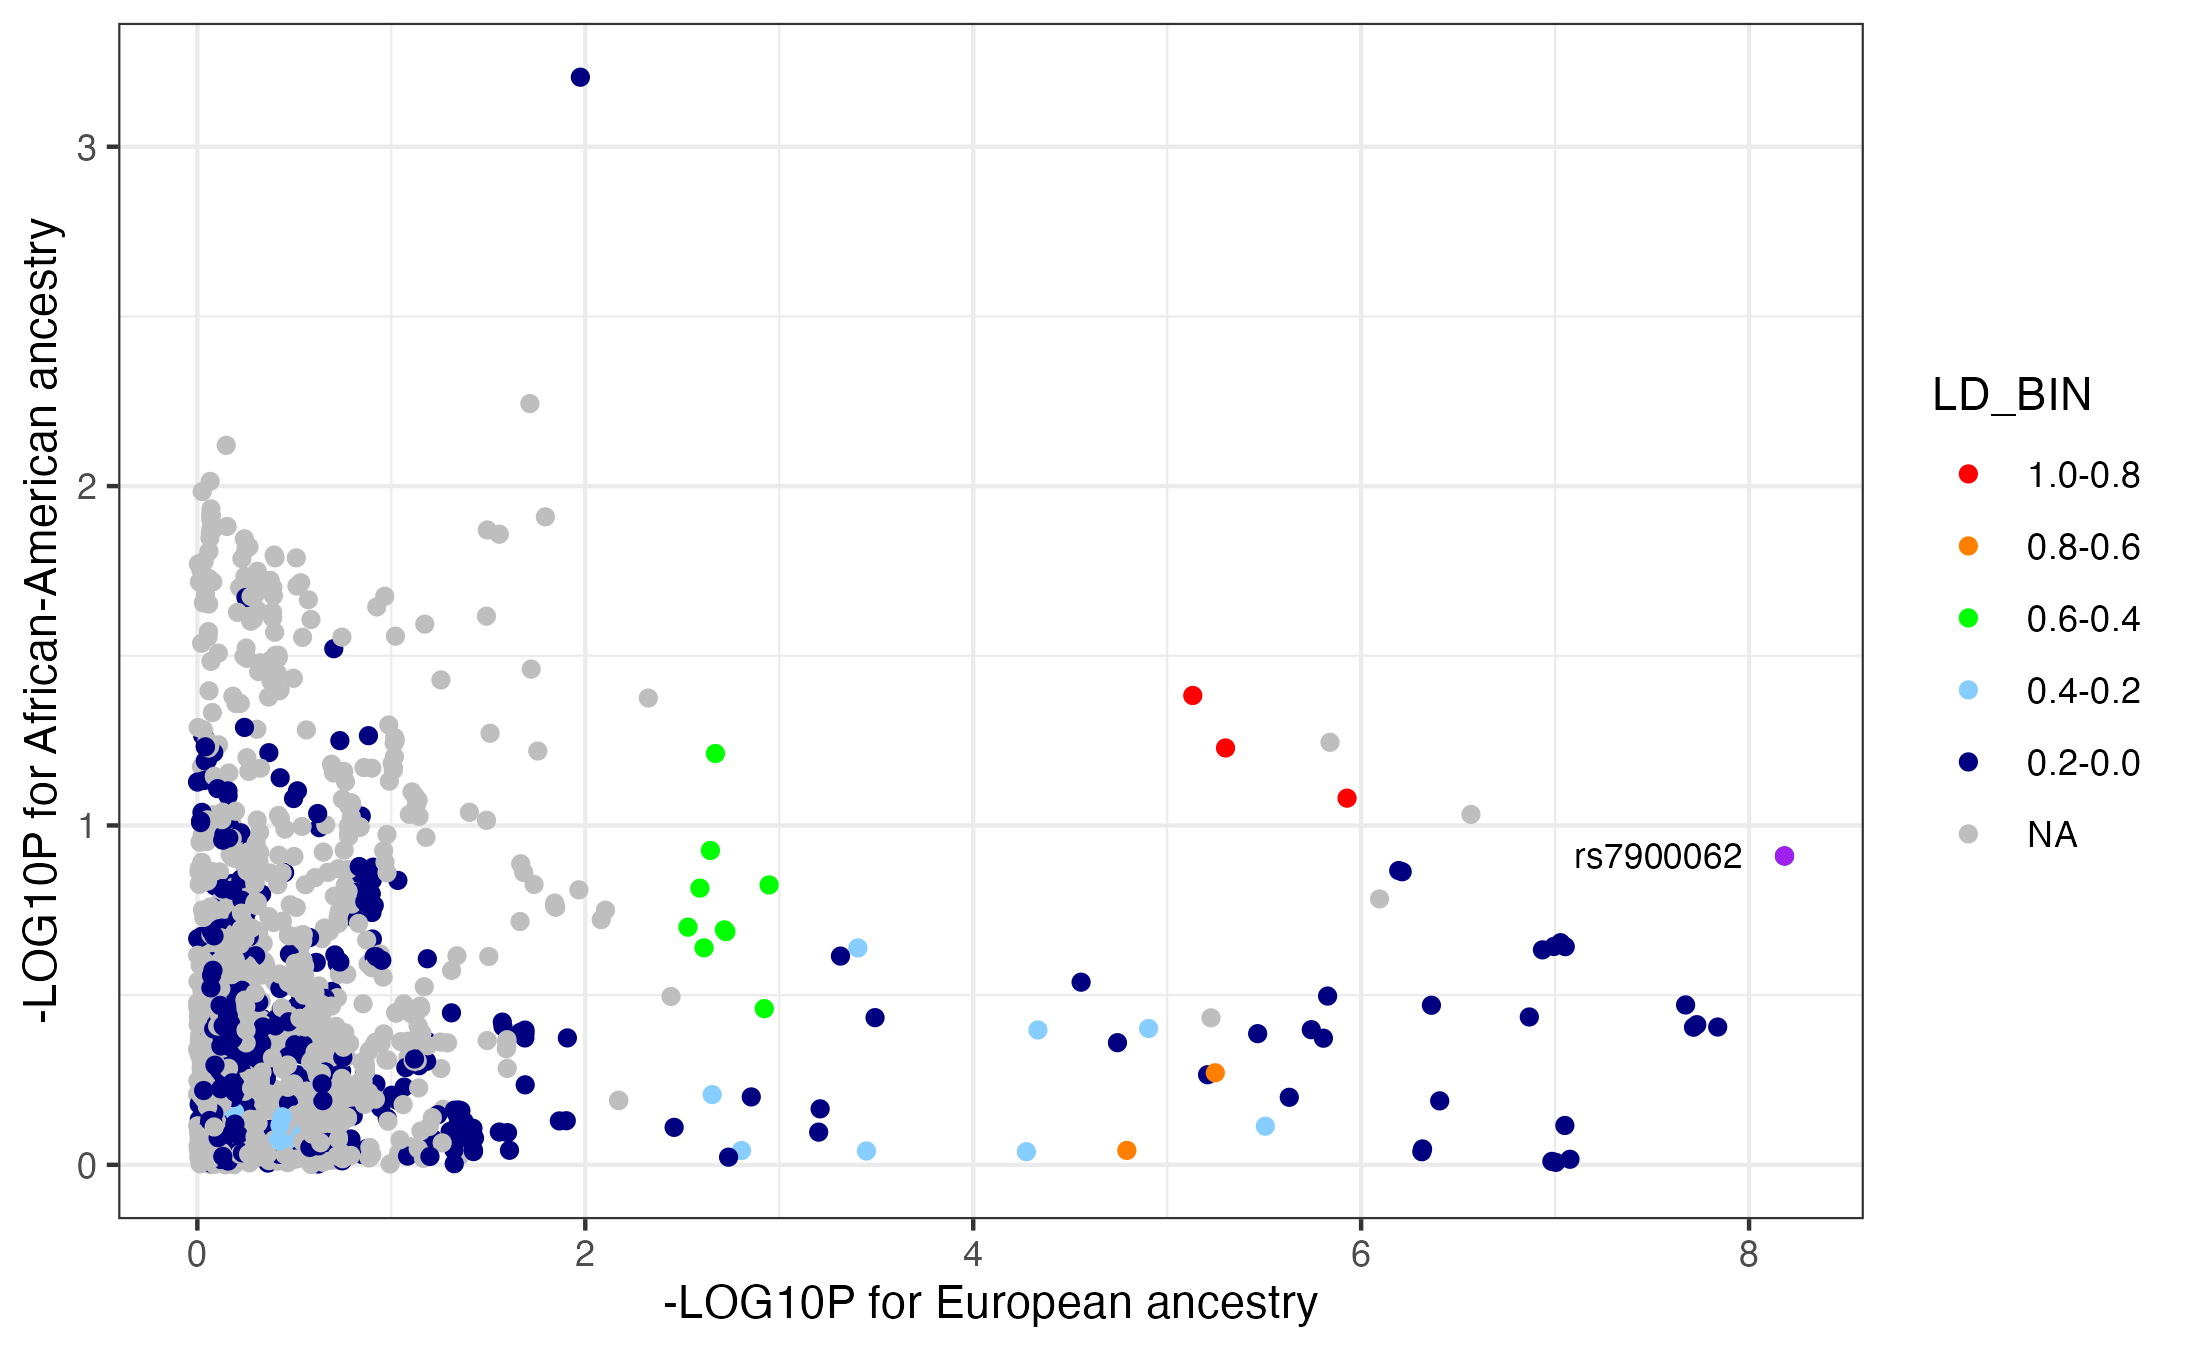 3
2
1
0
-LOG10P for African-American ancestry
rs7900062
0 2 4 6 8
-LOG10P for European ancestry
LD_BIN
1.0-0.8
0.8-0.6
0.6-0.4
0.4-0.2
0.2-0.0
NA